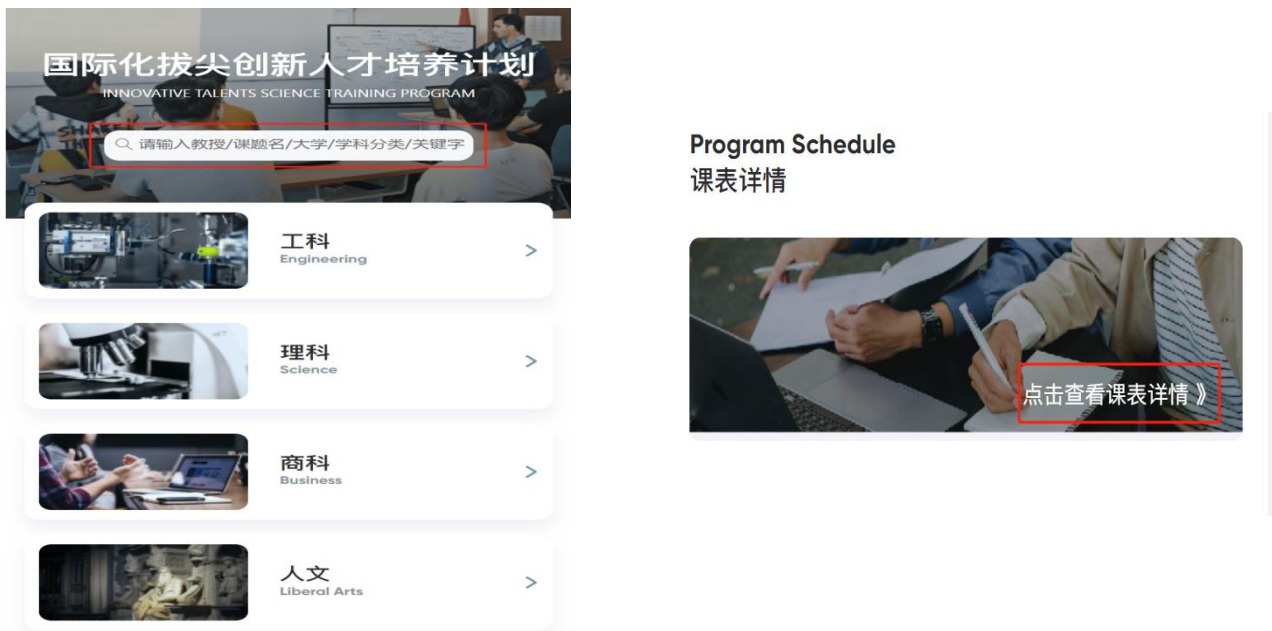 国际化拔尖创新人才培养计划
INNOVATIVE TALENTS SCIENCE TRAINING PROGRAM
请输入教授/课题名/大学/学科分类/关键字
工科
Engineering
>
理科
Science
>
商科
Business
>
人文
Liberal Arts
>
Program Schedule
课表详情
点击查看课表详情 》